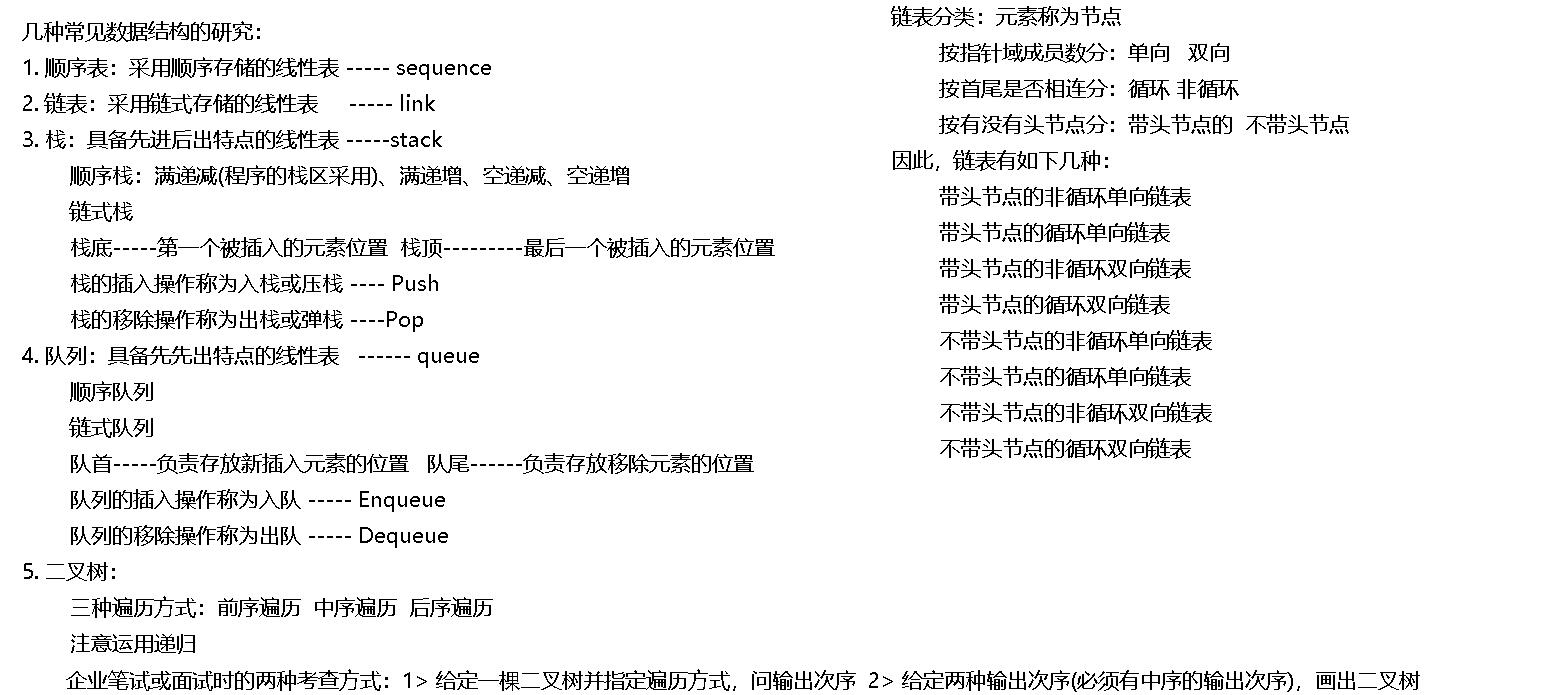 几种常见数据结构的研究：
1. 顺序表：采用顺序存储的线性表 ----- sequence
2. 链表：采用链式存储的线性表 ----- link
3. 栈：具备先进后出特点的线性表 -----stack
顺序栈：满递减(程序的栈区采用)、满递增、空递减、空递增
链式栈
栈底-----第一个被插入的元素位置 栈顶---------最后一个被插入的元素位置
栈的插入操作称为入栈或压栈 ---- Push
栈的移除操作称为出栈或弹栈 ----Pop
4. 队列：具备先先出特点的线性表 ------ queue
顺序队列
链式队列
队首-----负责存放新插入元素的位置 队尾------负责存放移除元素的位置
队列的插入操作称为入队 ----- Enqueue
队列的移除操作称为出队 ----- Dequeue
5. 二叉树：
三种遍历方式：前序遍历 中序遍历 后序遍历
注意运用递归
企业笔试或面试时的两种考查方式：1> 给定一棵二叉树并指定遍历方式，问输出次序 2> 给定两种输出次序(必须有中序的输出次序)，画出二叉树
链表分类：元素称为节点
按指针域成员数分：单向 双向
按首尾是否相连分：循环 非循环
按有没有头节点分：带头节点的 不带头节点
因此，链表有如下几种：
带头节点的非循环单向链表
带头节点的循环单向链表
带头节点的非循环双向链表
带头节点的循环双向链表
不带头节点的非循环单向链表
不带头节点的循环单向链表
不带头节点的非循环双向链表
不带头节点的循环双向链表